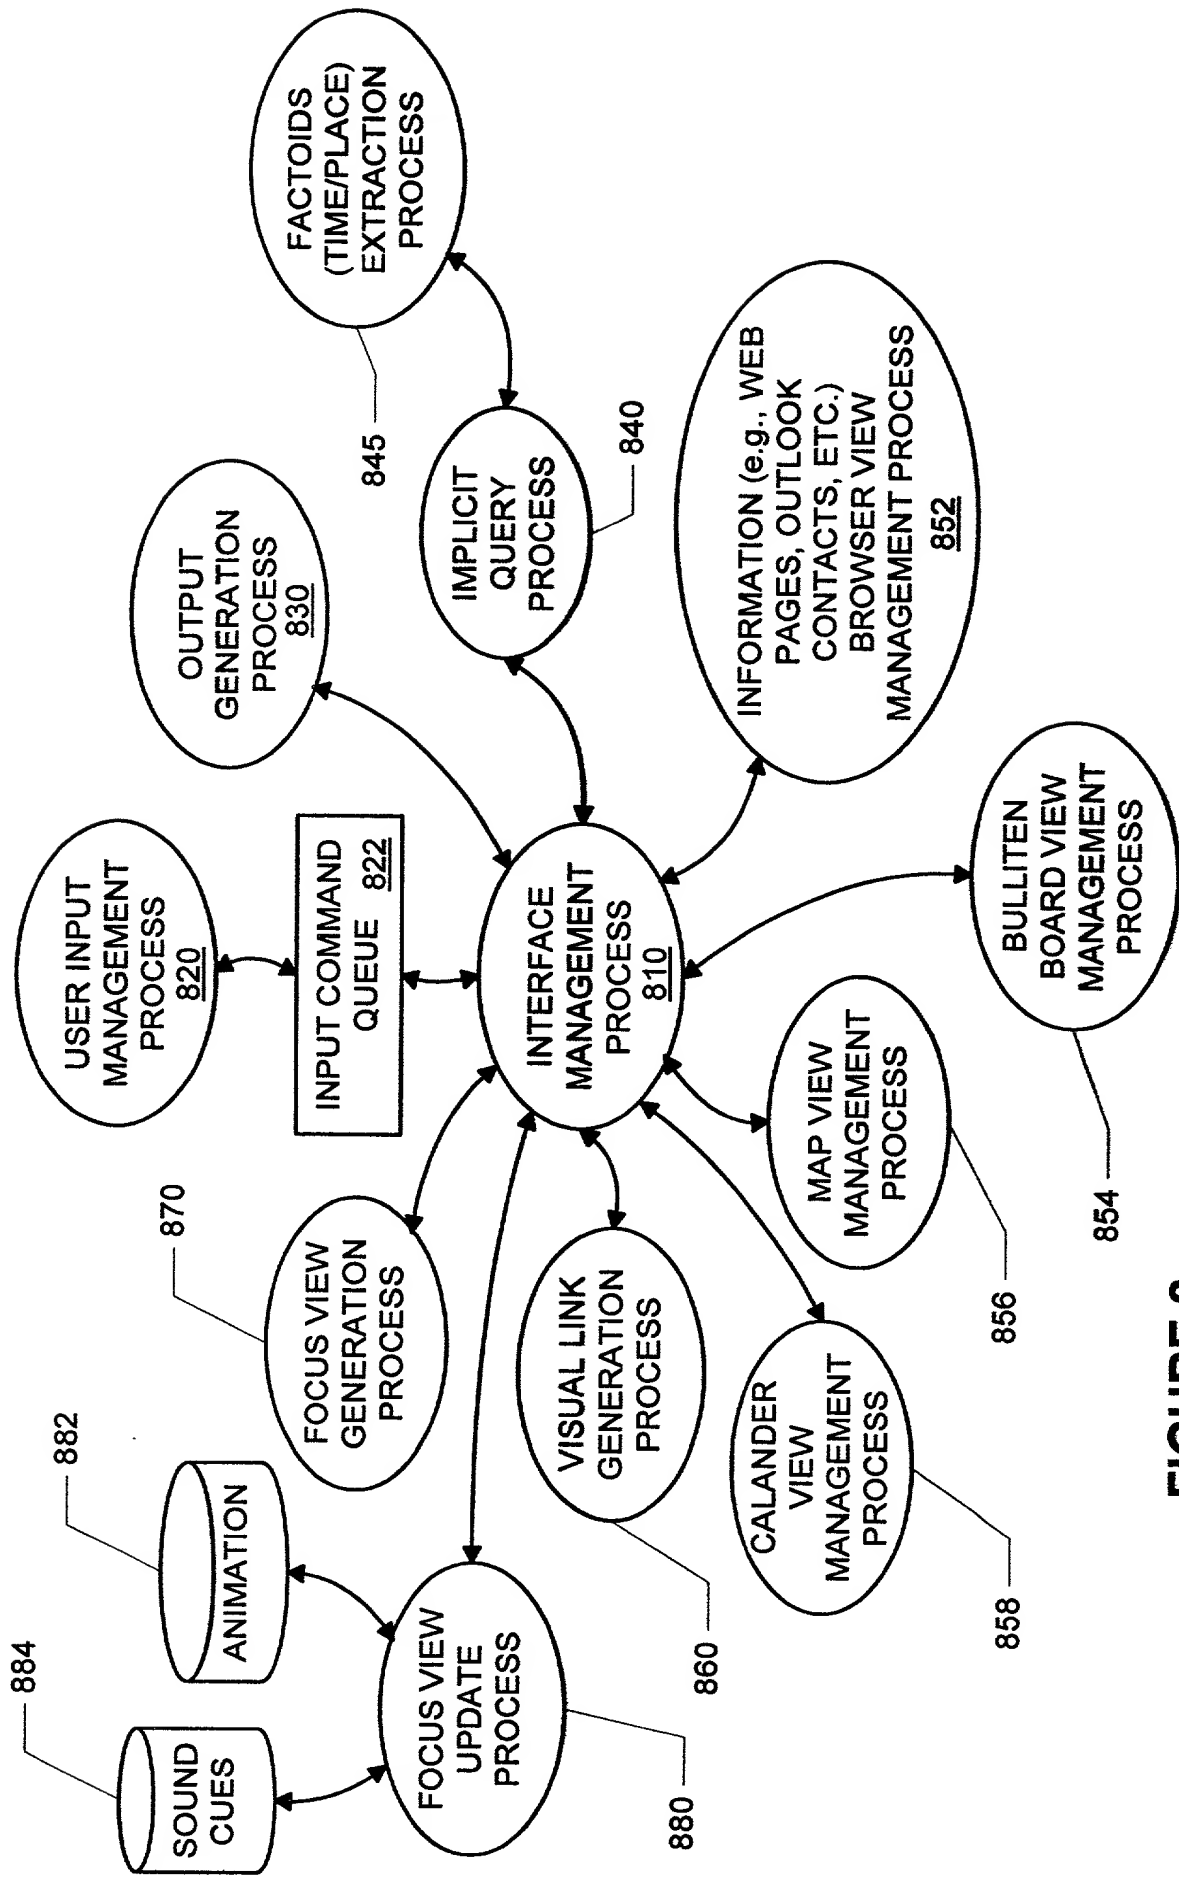 884
SOUND
CUES
882
ANIMATION
870
FOCUS VIEW
GENERATION
PROCESS
USER INPUT
MANAGEMENT
PROCESS
820
INPUT COMMAND
QUEUE 822
OUTPUT
GENERATION
PROCESS
830
845
FACTOIDS
(TIME/PLACE)
EXTRACTION
PROCESS
FOCUS VIEW
UPDATE
PROCESS
880
VISUAL LINK
GENERATION
PROCESS
860
INTERFACE
MANAGEMENT
PROCESS
810
IMPLICIT
QUERY
PROCESS
840
CALANDER
VIEW
MANAGEMENT
PROCESS
858
MAP VIEW
MANAGEMENT
PROCESS
856
INFORMATION (e.g., WEB
PAGES, OUTLOOK
CONTACTS, ETC.)
BROWSER VIEW
MANAGEMENT PROCESS
852
BULLITEN
BOARD VIEW
MANAGEMENT
PROCESS
854
FIGURE